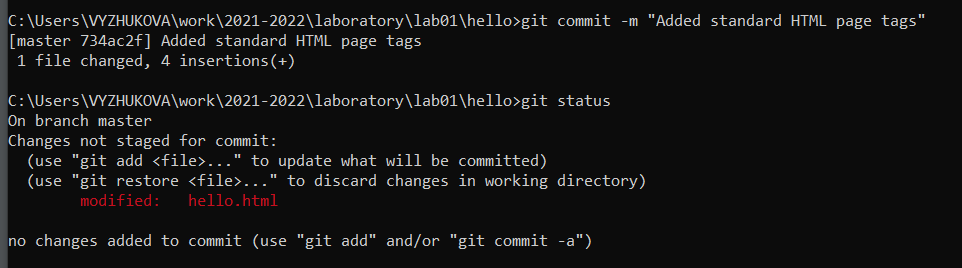 C:\Users\VYZHUKOVA\work\2021-2022\laboratory\lab01\hello>git commit -m "Added standard HTML page tags"
[master 734ac2f] Added standard HTML page tags
 1 file changed, 4 insertions(+)

C:\Users\VYZHUKOVA\work\2021-2022\laboratory\lab01\hello>git status
On branch master
Changes not staged for commit:
  (use "git add <file>..." to update what will be committed)
  (use "git restore <file>..." to discard changes in working directory)
        modified:   hello.html

no changes added to commit (use "git add" and/or "git commit -a")